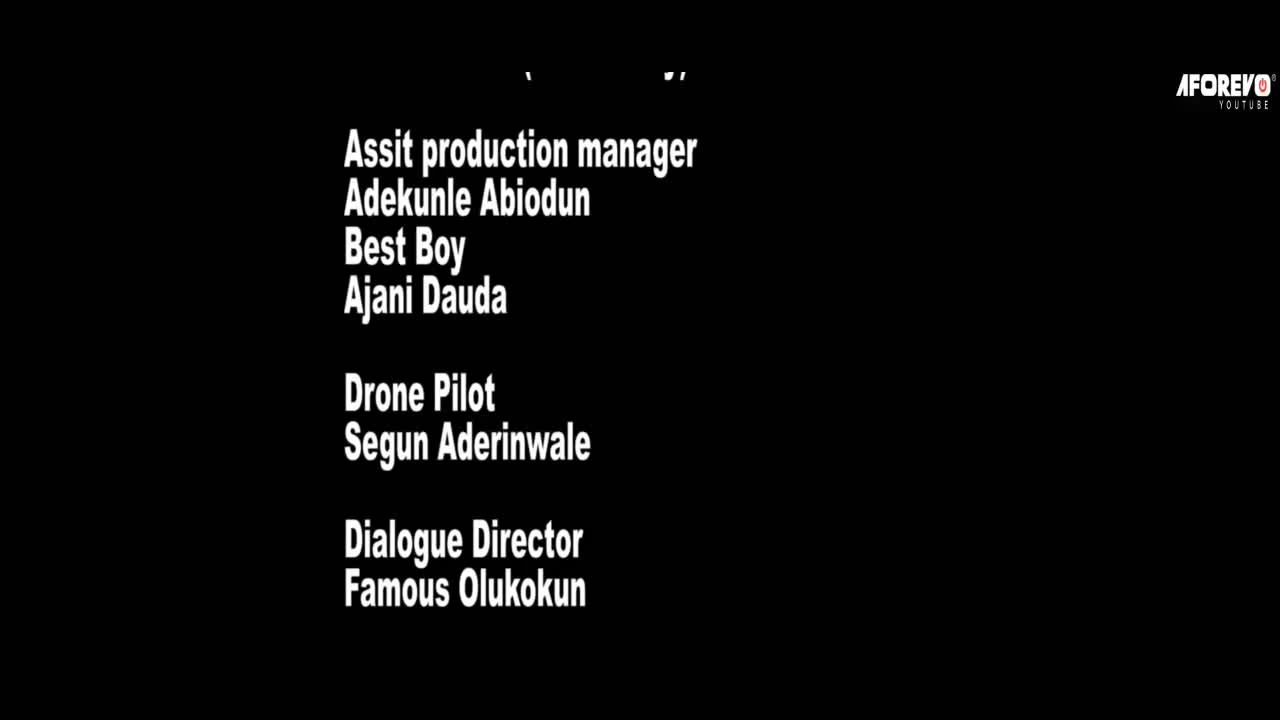 AFOREVO
YOUTUBE
Assit production manager
Adekunle Abiodun
Best Boy
Ajani Dauda
Drone Pilot
Segun Aderinwale
Dialogue Director
Famous Olukokun